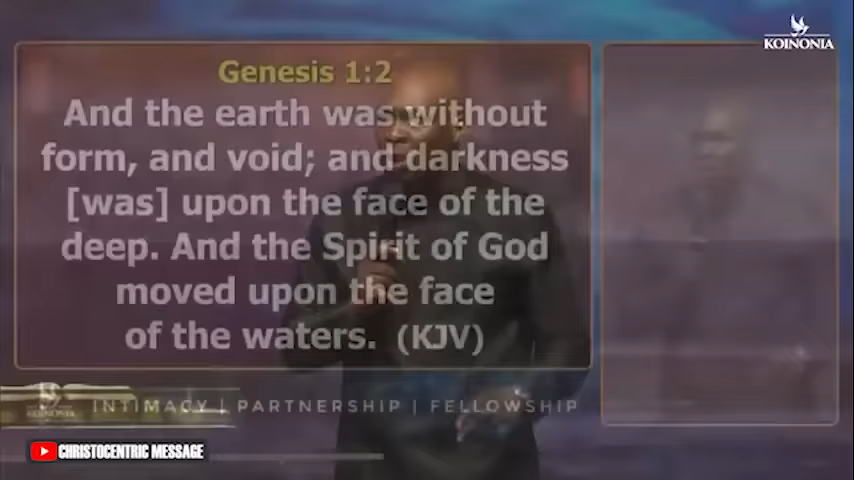 KOINONIA
Genesis 1:2
And the earth was without
form, and void; and darkness
[was] upon the face of the
deep. And the Spirit of God
moved upon the face
of the waters. (KJV)
KOINONIA
INTIMACY | PARTNERSHIP | FELLOWSHIP
CHRISTOCENTRIC MESSAGE